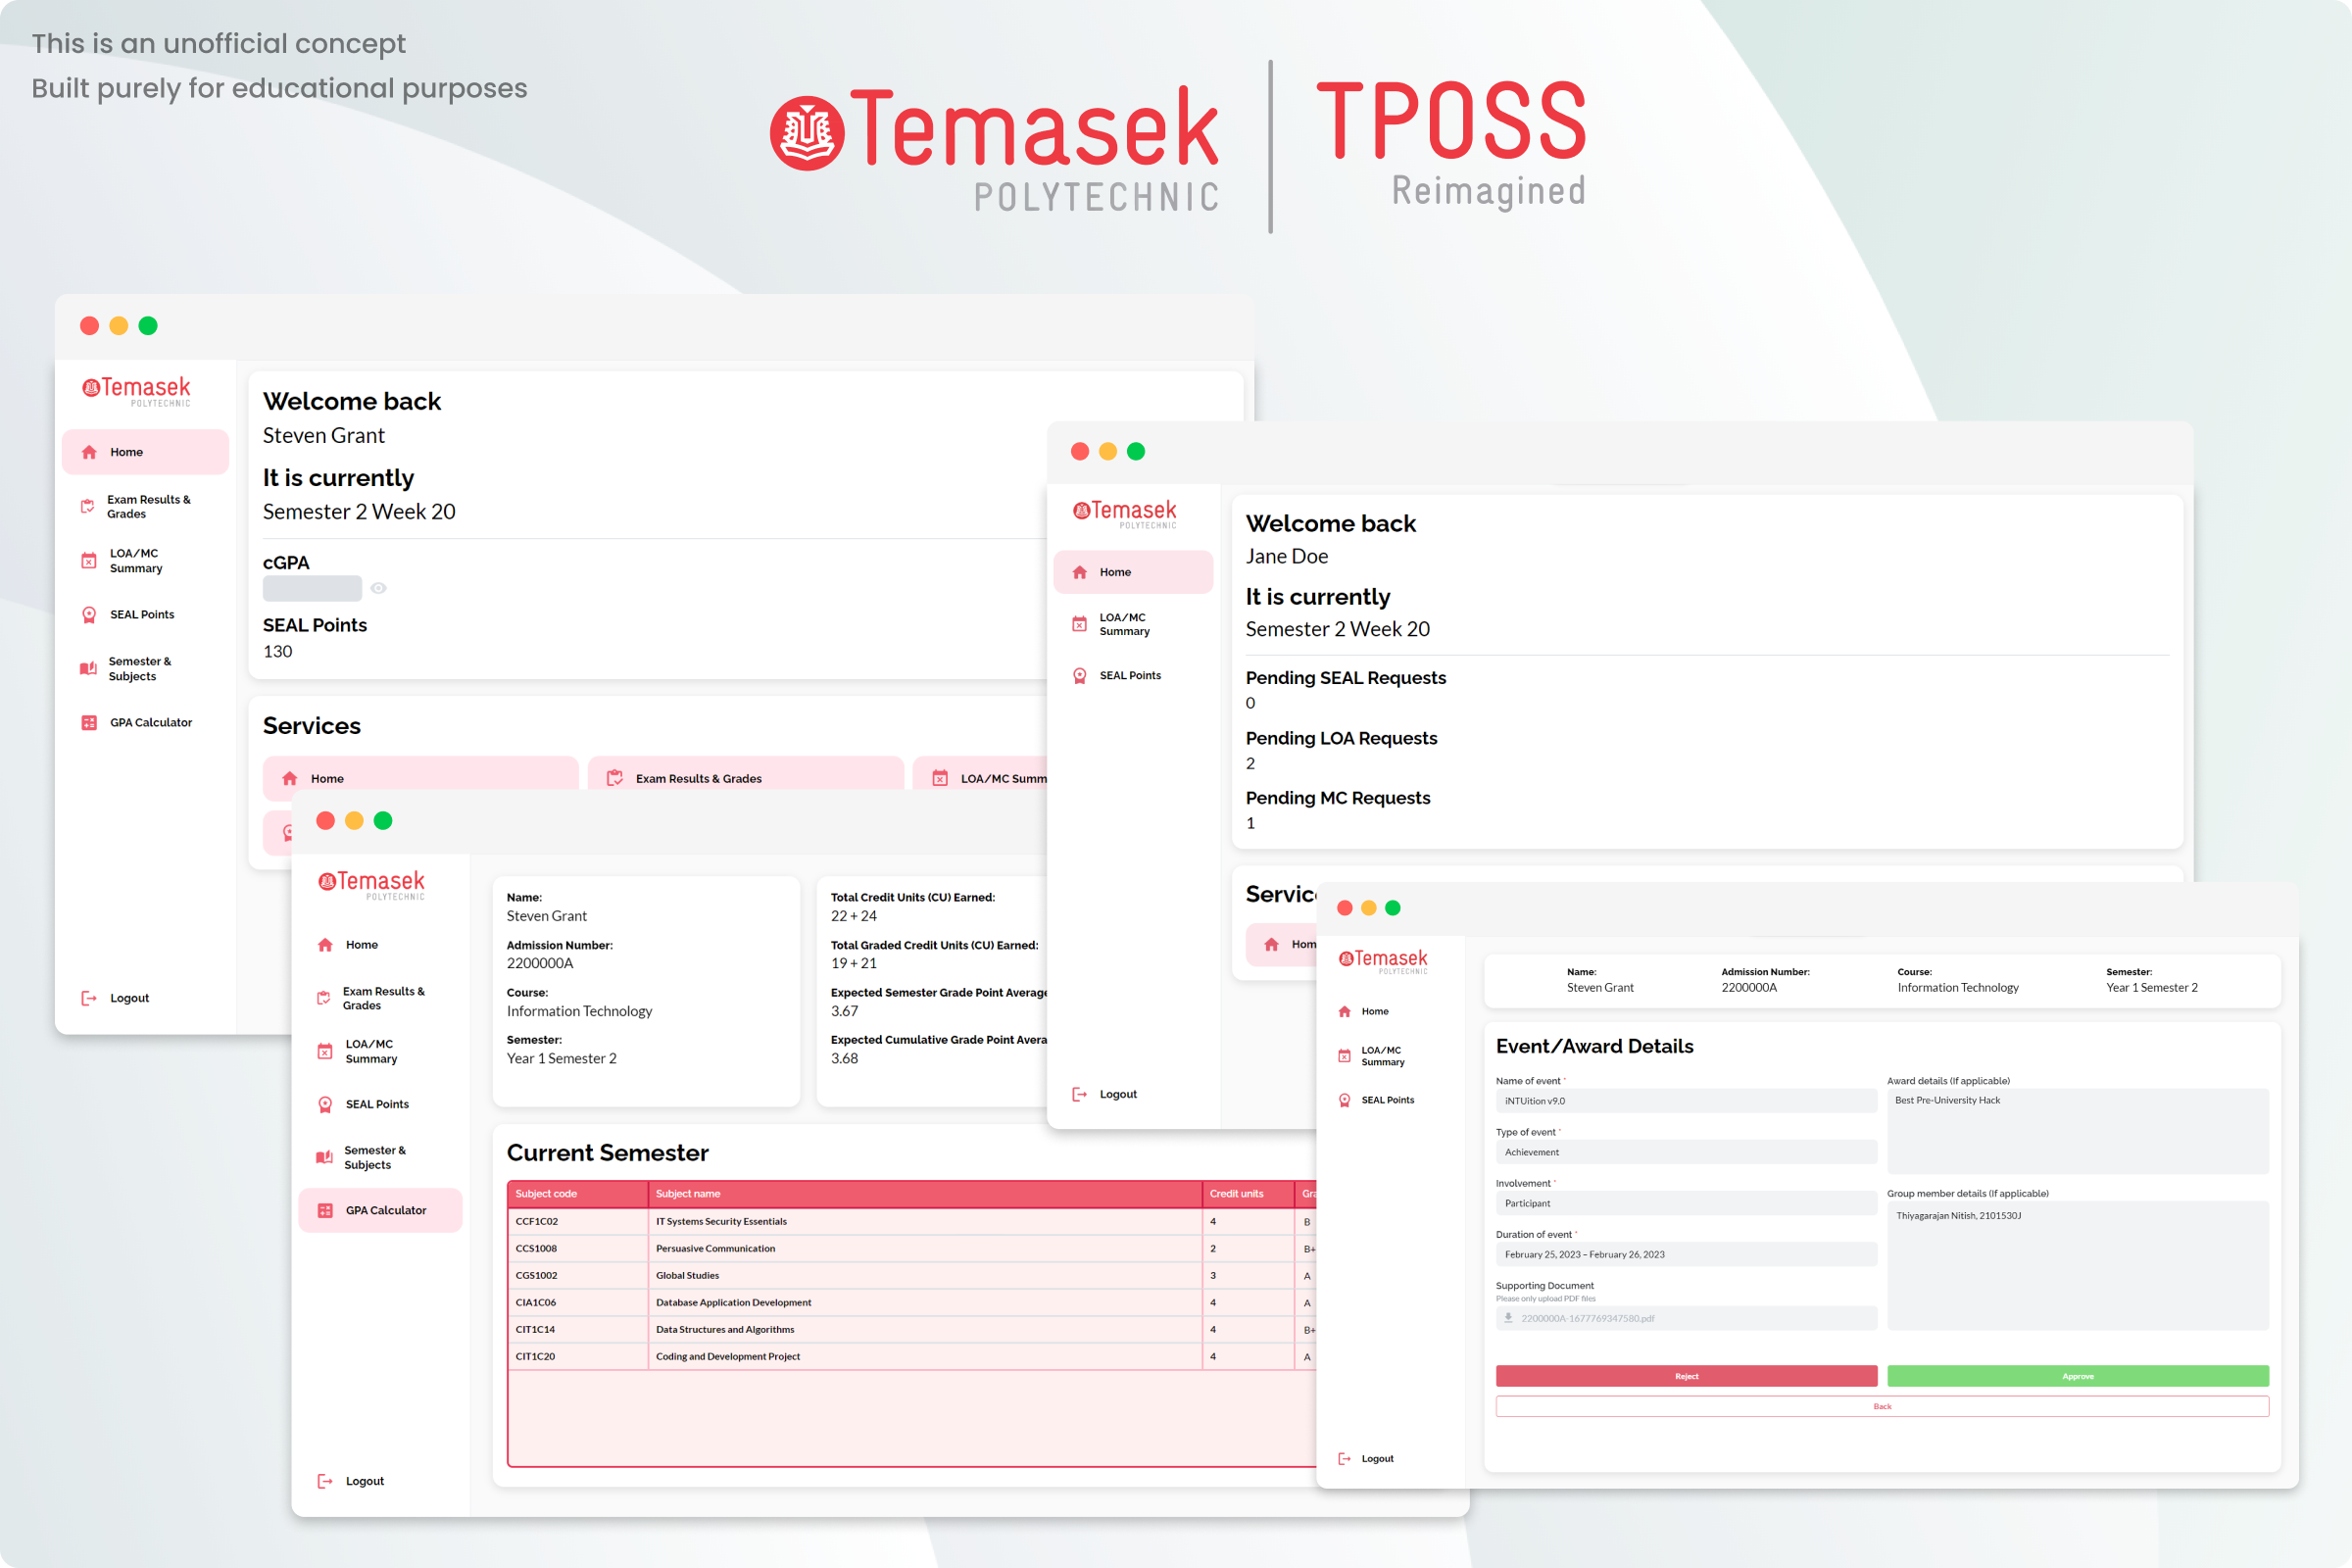 This is an unofficial concept
Built purely for educational purposes
Temasek
POLYTECHNIC
TPOSS
Reimagined
Temasek
POLYTECHNIC
Home
Exam Results &
Grades
LOA/MC
Summary
SEAL Points
Semester &
Subjects
GPA Calculator
Logout
Welcome back
Steven Grant
It is currently
Semester 2 Week 20
cGPA
SEAL Points
130
Services
Home
Exam Results & Grades
LOA/MC Summ
Temasek
POLYTECHNIC
Home
LOA/MC
Summary
SEAL Points
Logout
Welcome back
Jane Doe
It is currently
Semester 2 Week 20
Pending SEAL Requests
0
Pending LOA Requests
2
Pending MC Requests
1
Servic
Hom
Temasek
POLYTECHNIC
Home
Exam Results &
Grades
LOA/MC
Summary
SEAL Points
Semester &
Subjects
GPA Calculator
Logout
Name:
Steven Grant
Admission Number:
2200000A
Course:
Information Technology
Semester:
Year 1 Semester 2
Total Credit Units (CU) Earned:
22 + 24
Total Graded Credit Units (CU) Earned:
19 + 21
Expected Semester Grade Point Average
3.67
Expected Cumulative Grade Point Avera
3.68
Current Semester
Subject code Subject name Credit units Gra
CCF1C02 IT Systems Security Essentials 4 B
CCS1008 Persuasive Communication 2 B+
CGS1002 Global Studies 3 A
CIA1C06 Database Application Development 4 A
CIT1C14 Data Structures and Algorithms 4 B+
CIT1C20 Coding and Development Project 4 A
Temasek
POLYTECHNIC
Home
LOA/MC
Summary
SEAL Points
Logout
Name: Admission Number: Course: Semester:
Steven Grant 2200000A Information Technology Year 1 Semester 2
Event/Award Details
Name of event *
iNTUition v9.0
Type of event *
Achievement
Involvement *
Participant
Duration of event *
February 25, 2023 – February 26, 2023
Supporting Document
Please only upload PDF files
2200000A-1677769347580.pdf
Award details (If applicable)
Best Pre-University Hack
Group member details (If applicable)
Thiyagarajan Nitish, 2101530J
Reject Approve
Back